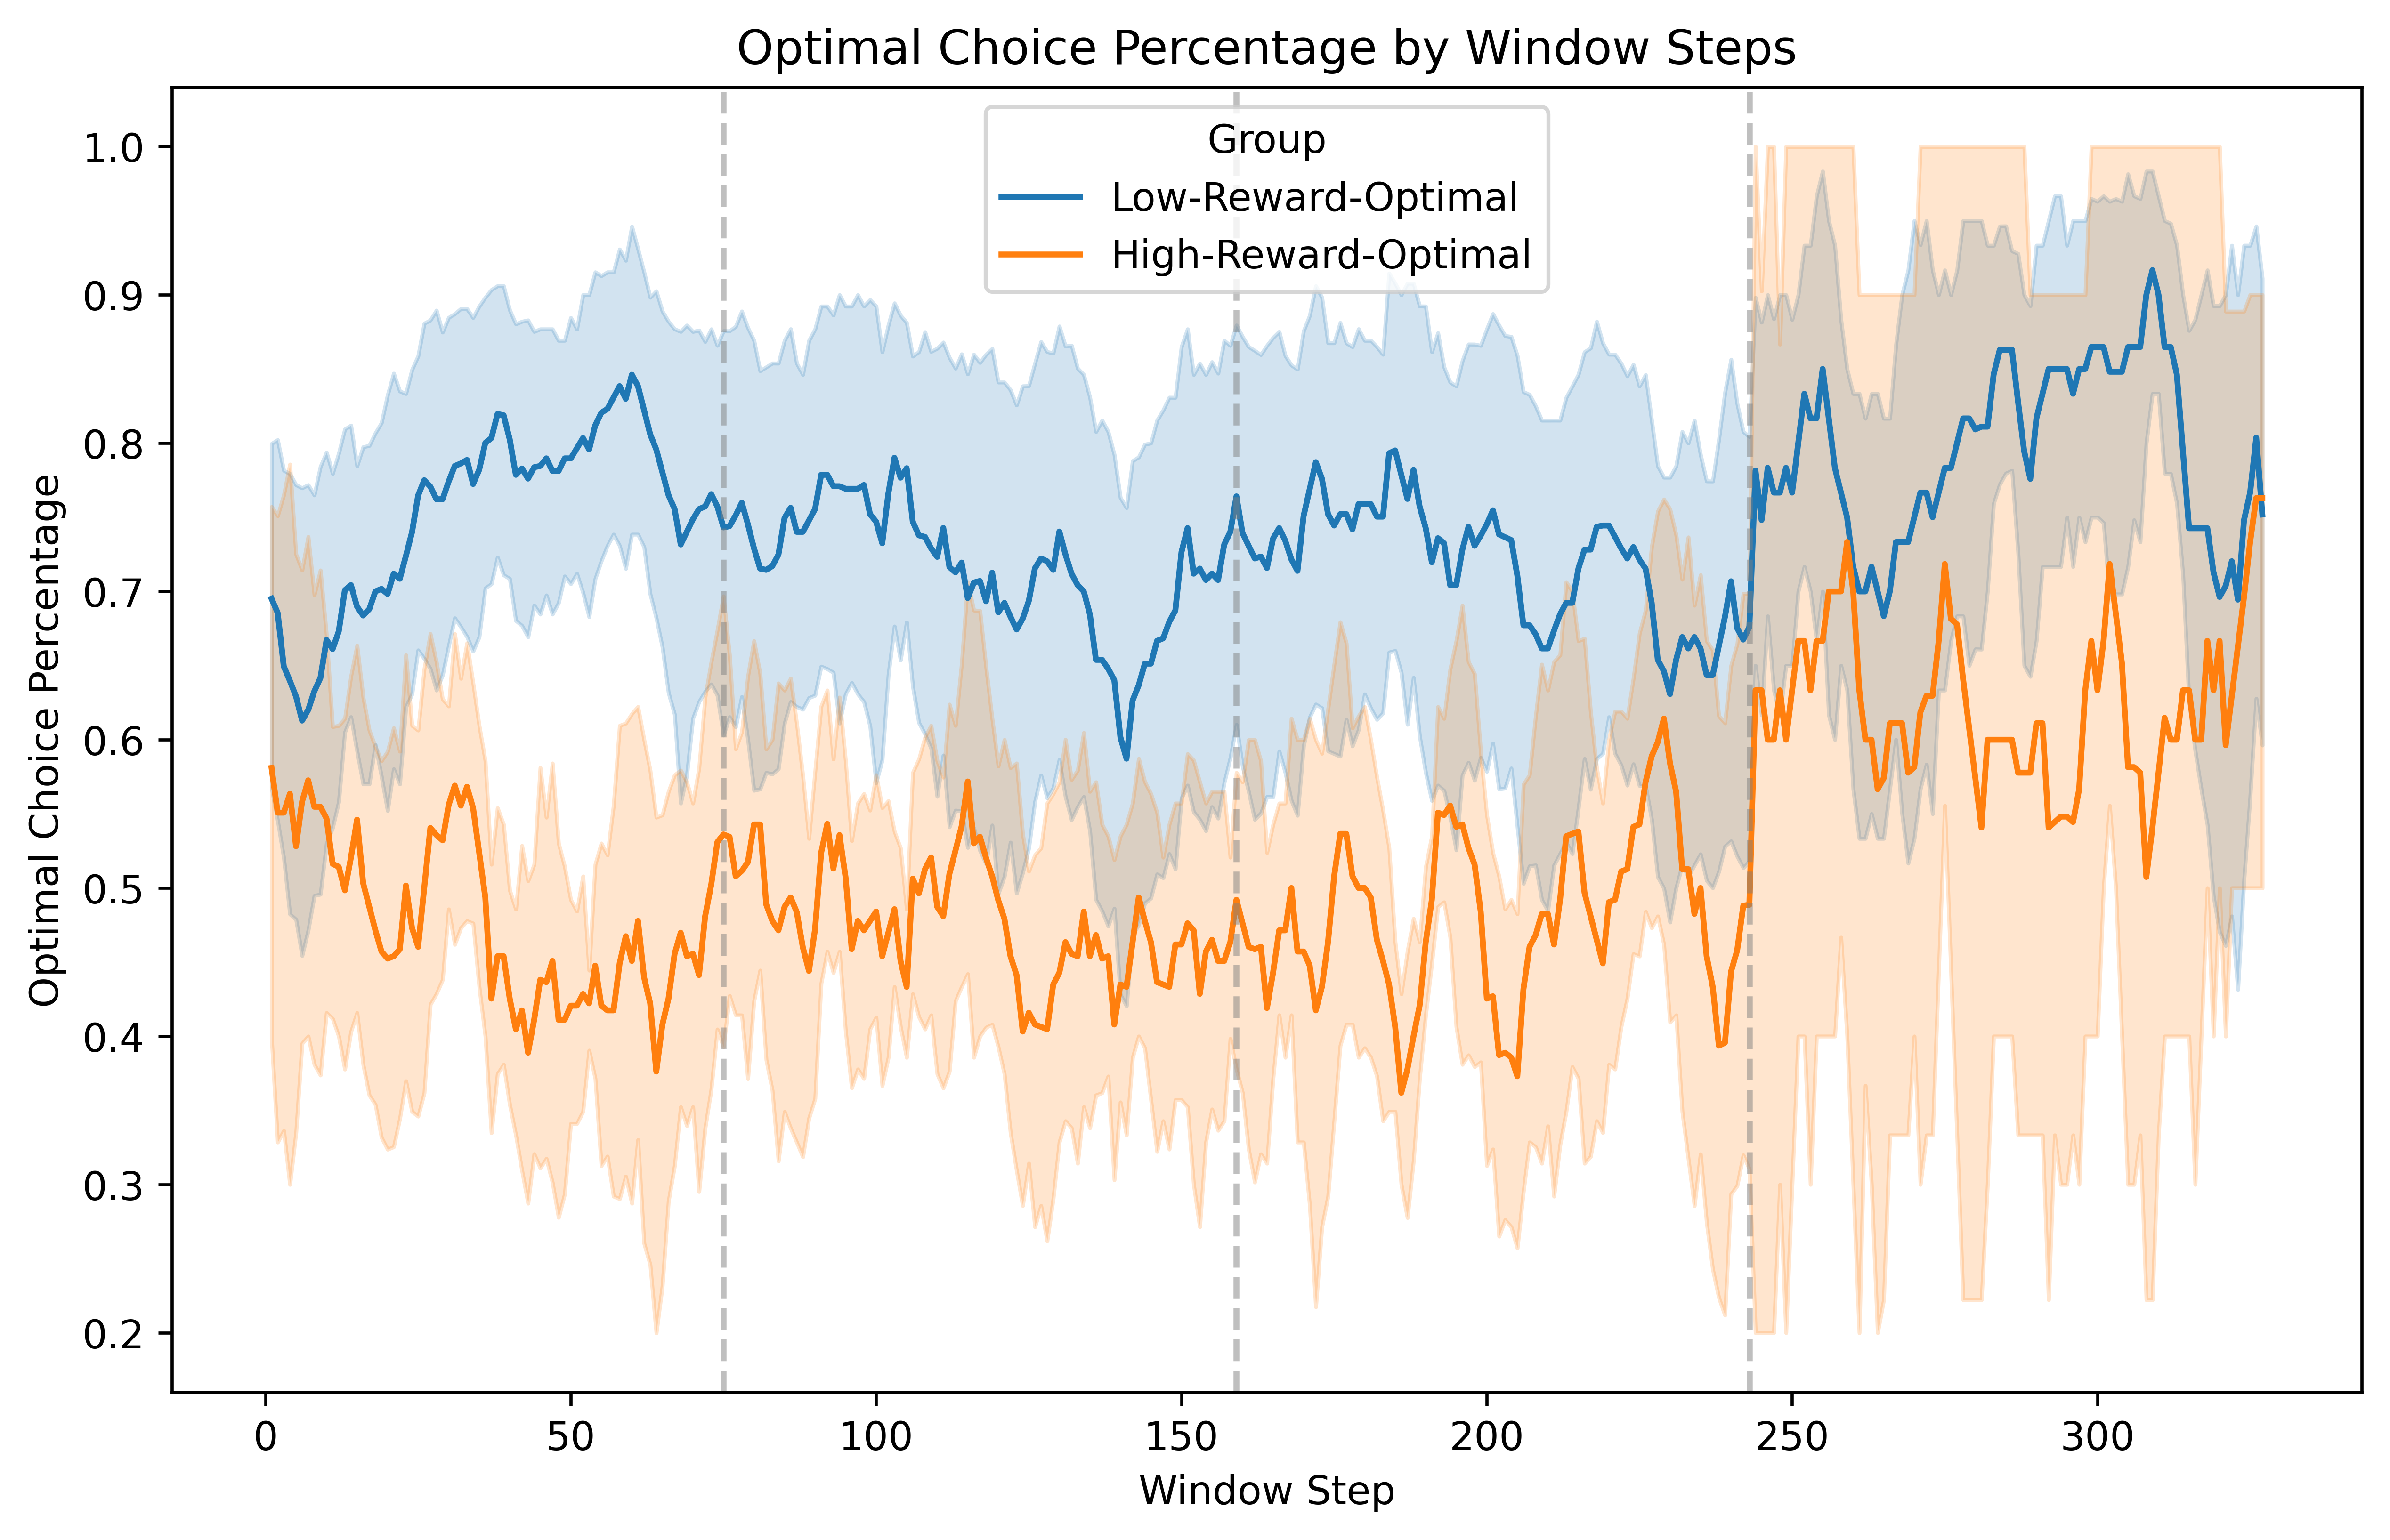 Optimal Choice Percentage by Window Steps
Group
Low-Reward-Optimal
High-Reward-Optimal
Optimal Choice Percentage
1.0
0.9
0.8
0.7
0.6
0.5
0.4
0.3
0.2
0 50 100 150 200 250 300
Window Step